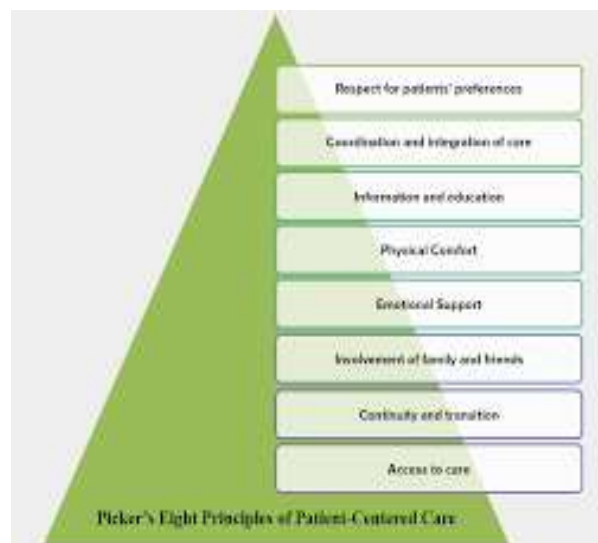 Respect for patients' preferences
Coordination and integration of care
Information and education
Physical Comfort
Emotional Support
Involvement of family and friends
Continuity and transition
Access to care
Picker's Eight Principles of Patient-Centered Care